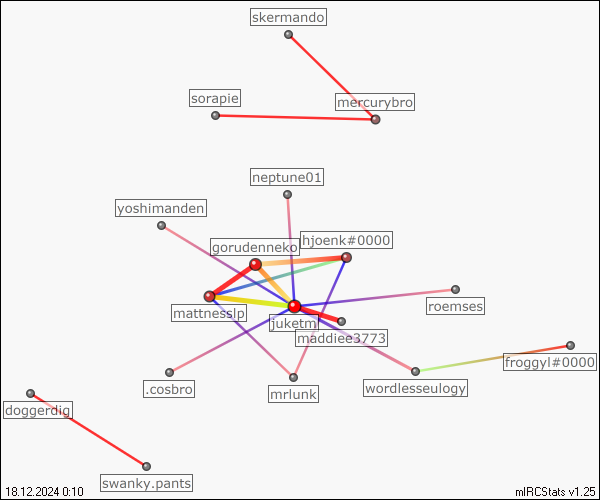 skermando
sorapie
mercurybro
neptune01
yoshimanden
gorudenneko
hjoenk#0000
mattnesslp
juketm
maddiee3773
roemses
froggyl#0000
.cosbro
mrlunk
wordlesseulogy
doggerdig
swanky.pants
18.12.2024 0:10
mIRCStats v1.25